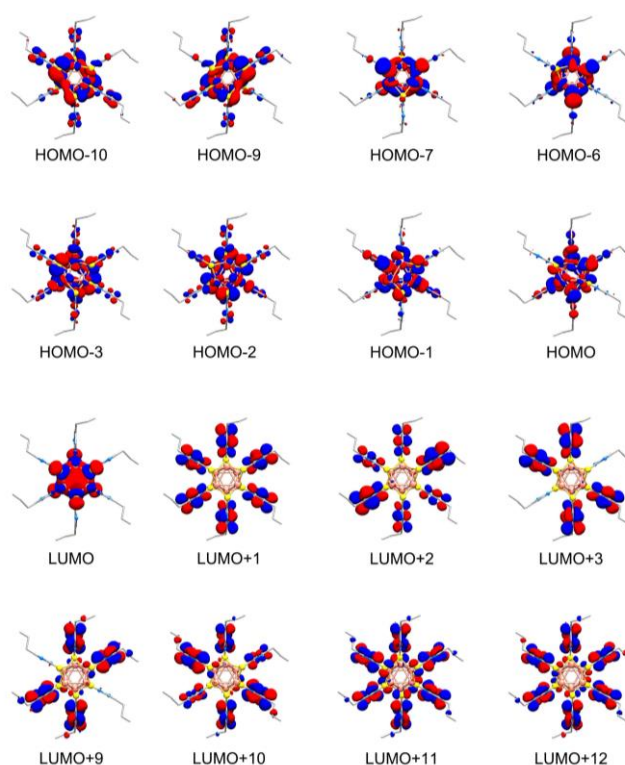 HOMO-10 HOMO-9 HOMO-7 HOMO-6
HOMO-3 HOMO-2 HOMO-1 HOMO
LUMO LUMO+1 LUMO+2 LUMO+3
LUMO+9 LUMO+10 LUMO+11 LUMO+12